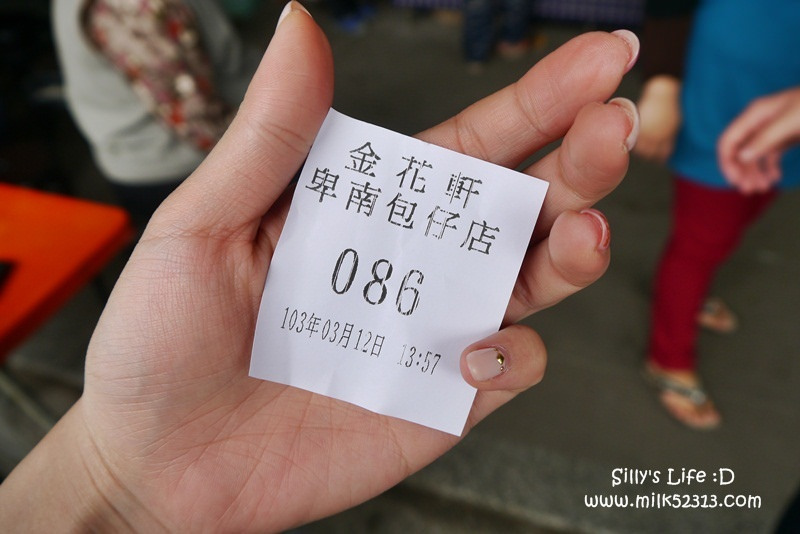 金花軒
卑南包仔店
086
103年03月12日 13:57
Silly's Life :D
www.milk52313.com